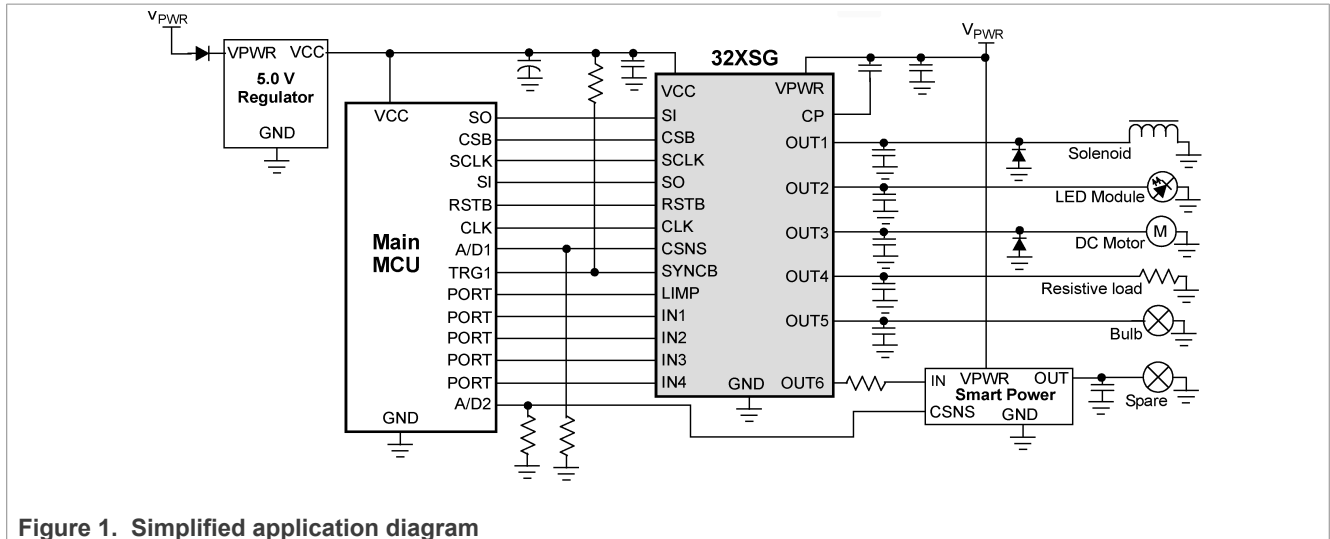 VPWR
VPWR VCC
5.0 V
Regulator
GND
Main
MCU
VCC
SO
CSB
SCLK
SI
RSTB
CLK
A/D1
TRG1
PORT
PORT
PORT
PORT
PORT
A/D2
GND
32XSG
VCC
SI
CSB
SCLK
SO
RSTB
CLK
CSNS
SYNCB
LIMP
IN1
IN2
IN3
IN4
GND
VPWR
CP
OUT1
OUT2
OUT3
OUT4
OUT5
OUT6
VPWR
Solenoid
LED Module
M
DC Motor
Resistive load
Bulb
IN VPWR OUT
Smart Power
CSNS GND
Spare
Figure 1. Simplified application diagram